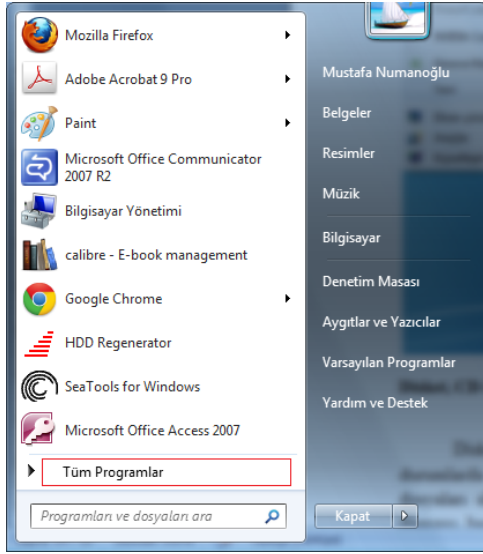 Mozilla Firefox
Adobe Acrobat 9 Pro
Paint
Microsoft Office Communicator
2007 R2
Bilgisayar Yönetimi
calibre - E-book management
Google Chrome
HDD Regenerator
SeaTools for Windows
Microsoft Office Access 2007
Tüm Programlar
Programları ve dosyaları ara
Mustafa Numanoğlu
Belgeler
Resimler
Müzik
Bilgisayar
Denetim Masası
Aygıtlar ve Yazıcılar
Varsayılan Programlar
Yardım ve Destek
Kapat